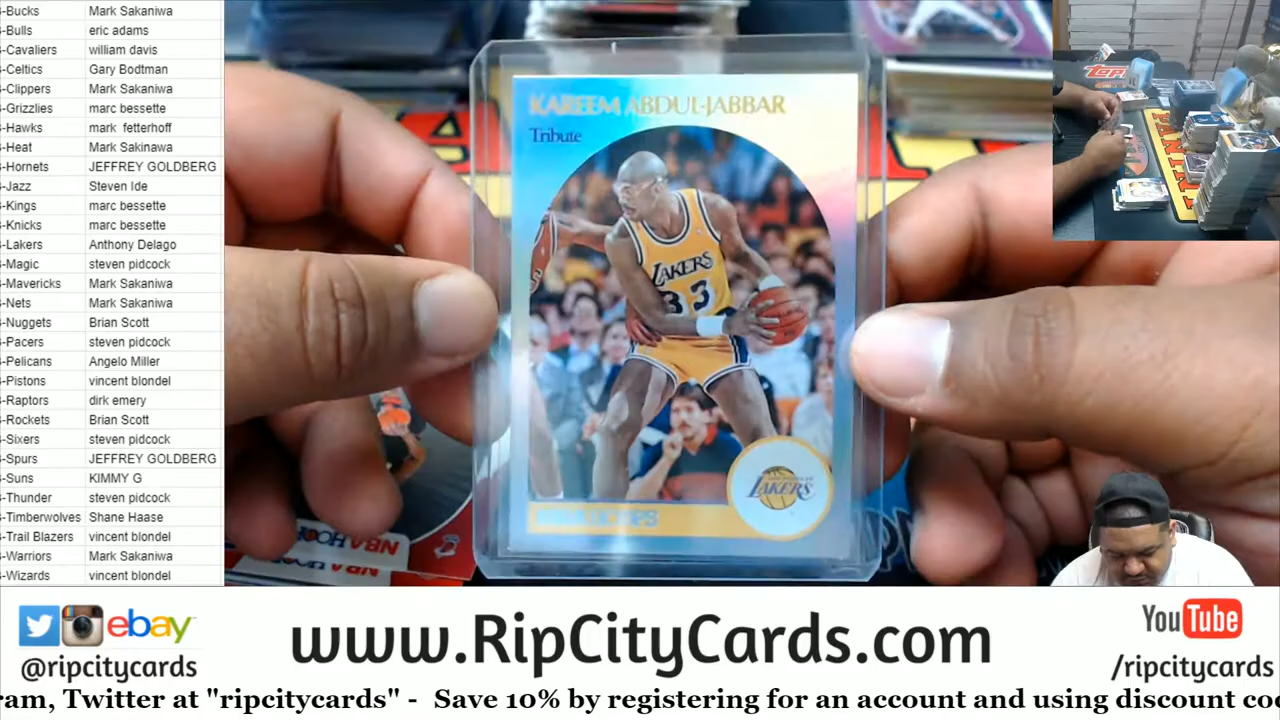 -Bucks Mark Sakaniwa
-Bulls eric adams
-Cavaliers william davis
-Celtics Gary Bodtman
-Clippers Mark Sakaniwa
-Grizzlies marc bessette
-Hawks mark fetterhoff
-Heat Mark Sakinawa
-Hornets JEFFREY GOLDBERG
-Jazz Steven Ide
-Kings marc bessette
-Knicks marc bessette
-Lakers Anthony Delago
-Magic steven pidcock
-Mavericks Mark Sakaniwa
-Nets Mark Sakaniwa
-Nuggets Brian Scott
-Pacers steven pidcock
-Pelicans Angelo Miller
-Pistons vincent blondel
-Raptors dirk emery
-Rockets Brian Scott
-Sixers steven pidcock
-Spurs JEFFREY GOLDBERG
-Suns KIMMY G
-Thunder steven pidcock
-Timberwolves Shane Haase
-Trail Blazers vincent blondel
-Warriors Mark Sakaniwa
-Wizards vincent blondel
KAREEM ABDUL-JABBAR
Tribute
LAKERS
33
LAKERS
NBA HOOPS
topps
PANINI
ebay
@ripcitycards
www.RipCityCards.com
YouTube
/ripcitycards
ram, Twitter at "ripcitycards" - Save 10% by registering for an account and using discount co